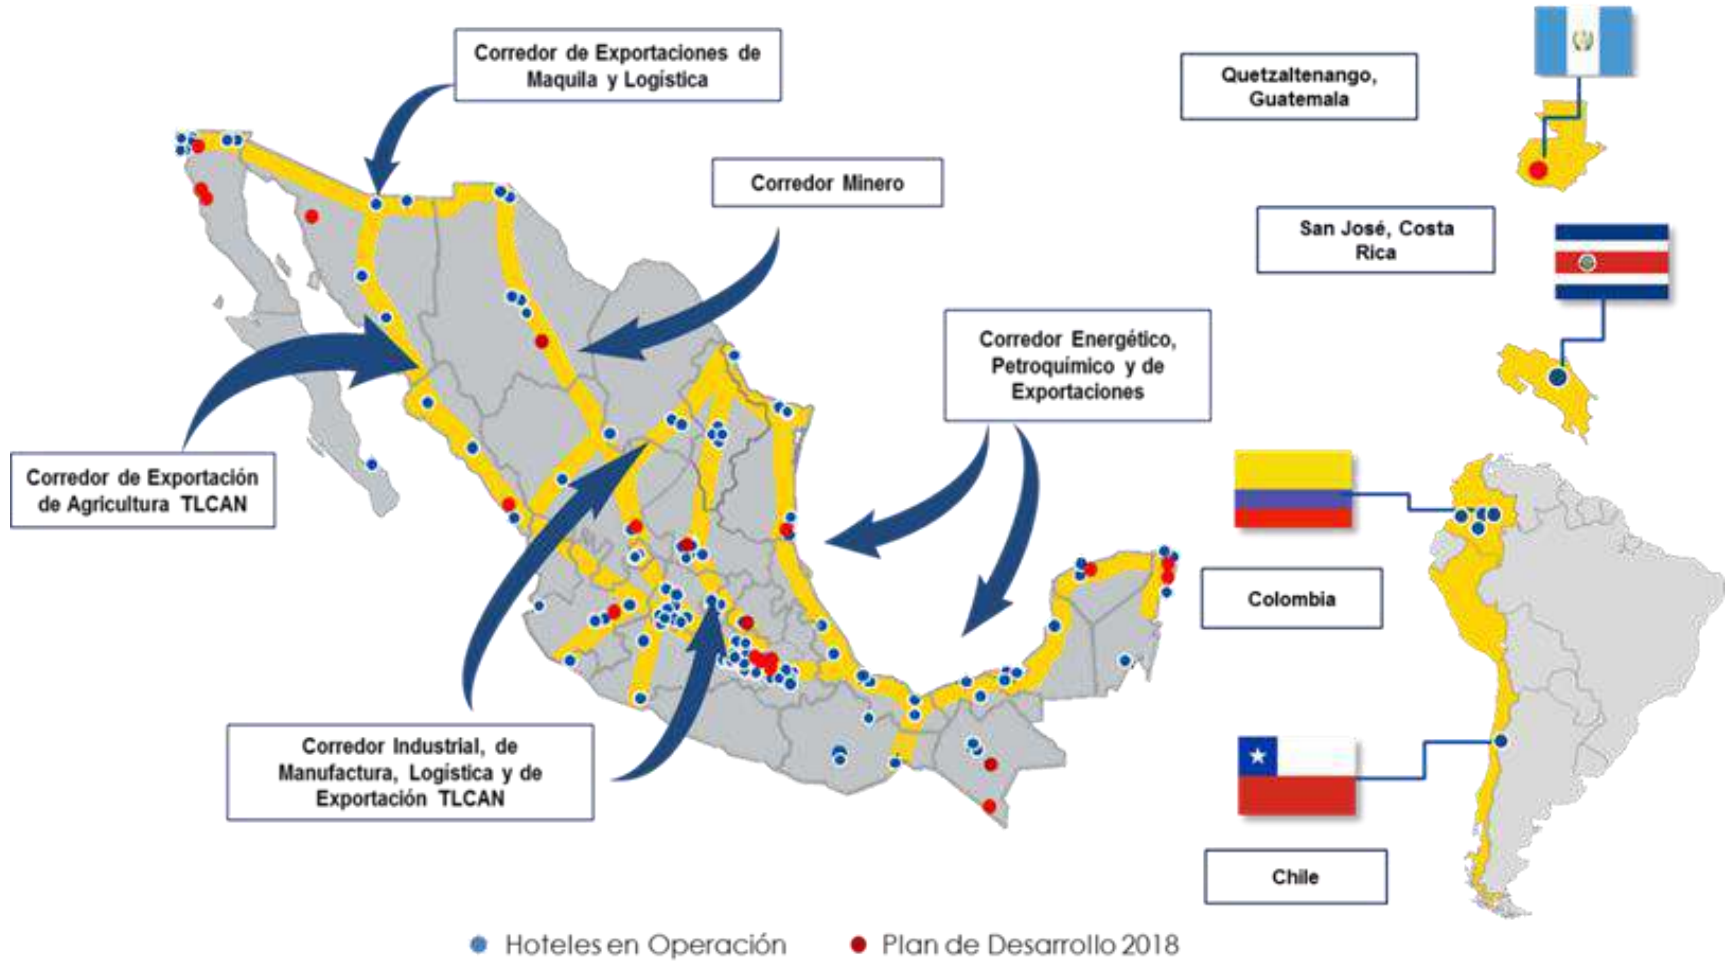 Corredor de Exportaciones de
Maquila y Logística
Quetzaltenango,
Guatemala
Corredor Minero
San José, Costa
Rica
Corredor Energético,
Petroquímico y de
Exportaciones
Corredor de Exportación
de Agricultura TLCAN
Colombia
Corredor Industrial, de
Manufactura, Logística y de
Exportación TLCAN
Chile
Hoteles en Operación
Plan de Desarrollo 2018